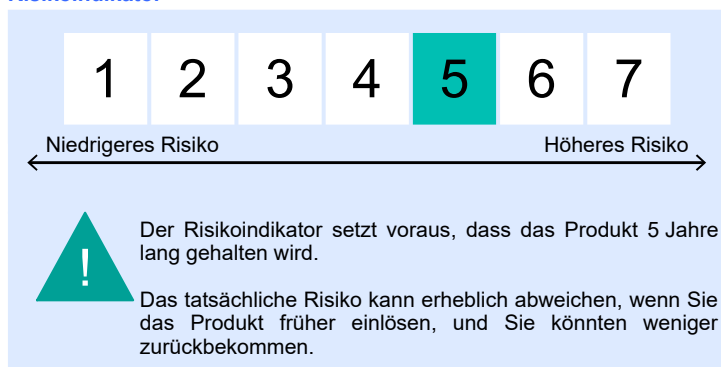 Risikoindikator
1 2 3 4 5 6 7
Niedrigeres Risiko Höheres Risiko
!
Der Risikoindikator setzt voraus, dass das Produkt 5 Jahre
lang gehalten wird.
Das tatsächliche Risiko kann erheblich abweichen, wenn Sie
das Produkt früher einlösen, und Sie könnten weniger
zurückbekommen.